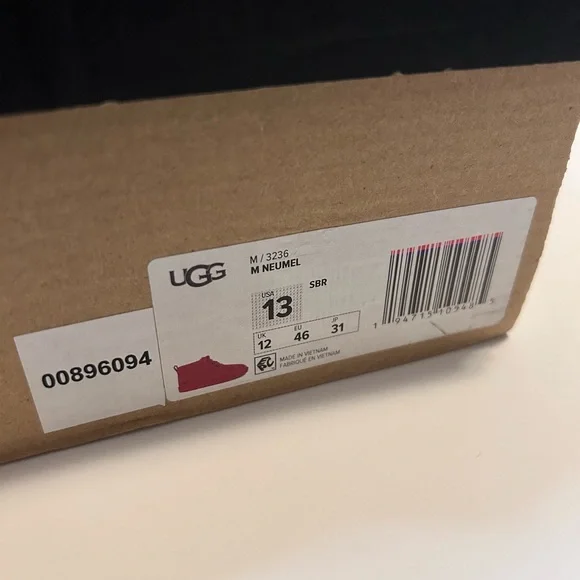 UGG
M / 3236
M NEUMEL
USA
13
SBR
UK
12
EU
46
JP
31
MADE IN VIETNAM
FABRIQUÉ EN VIETNAM
00896094